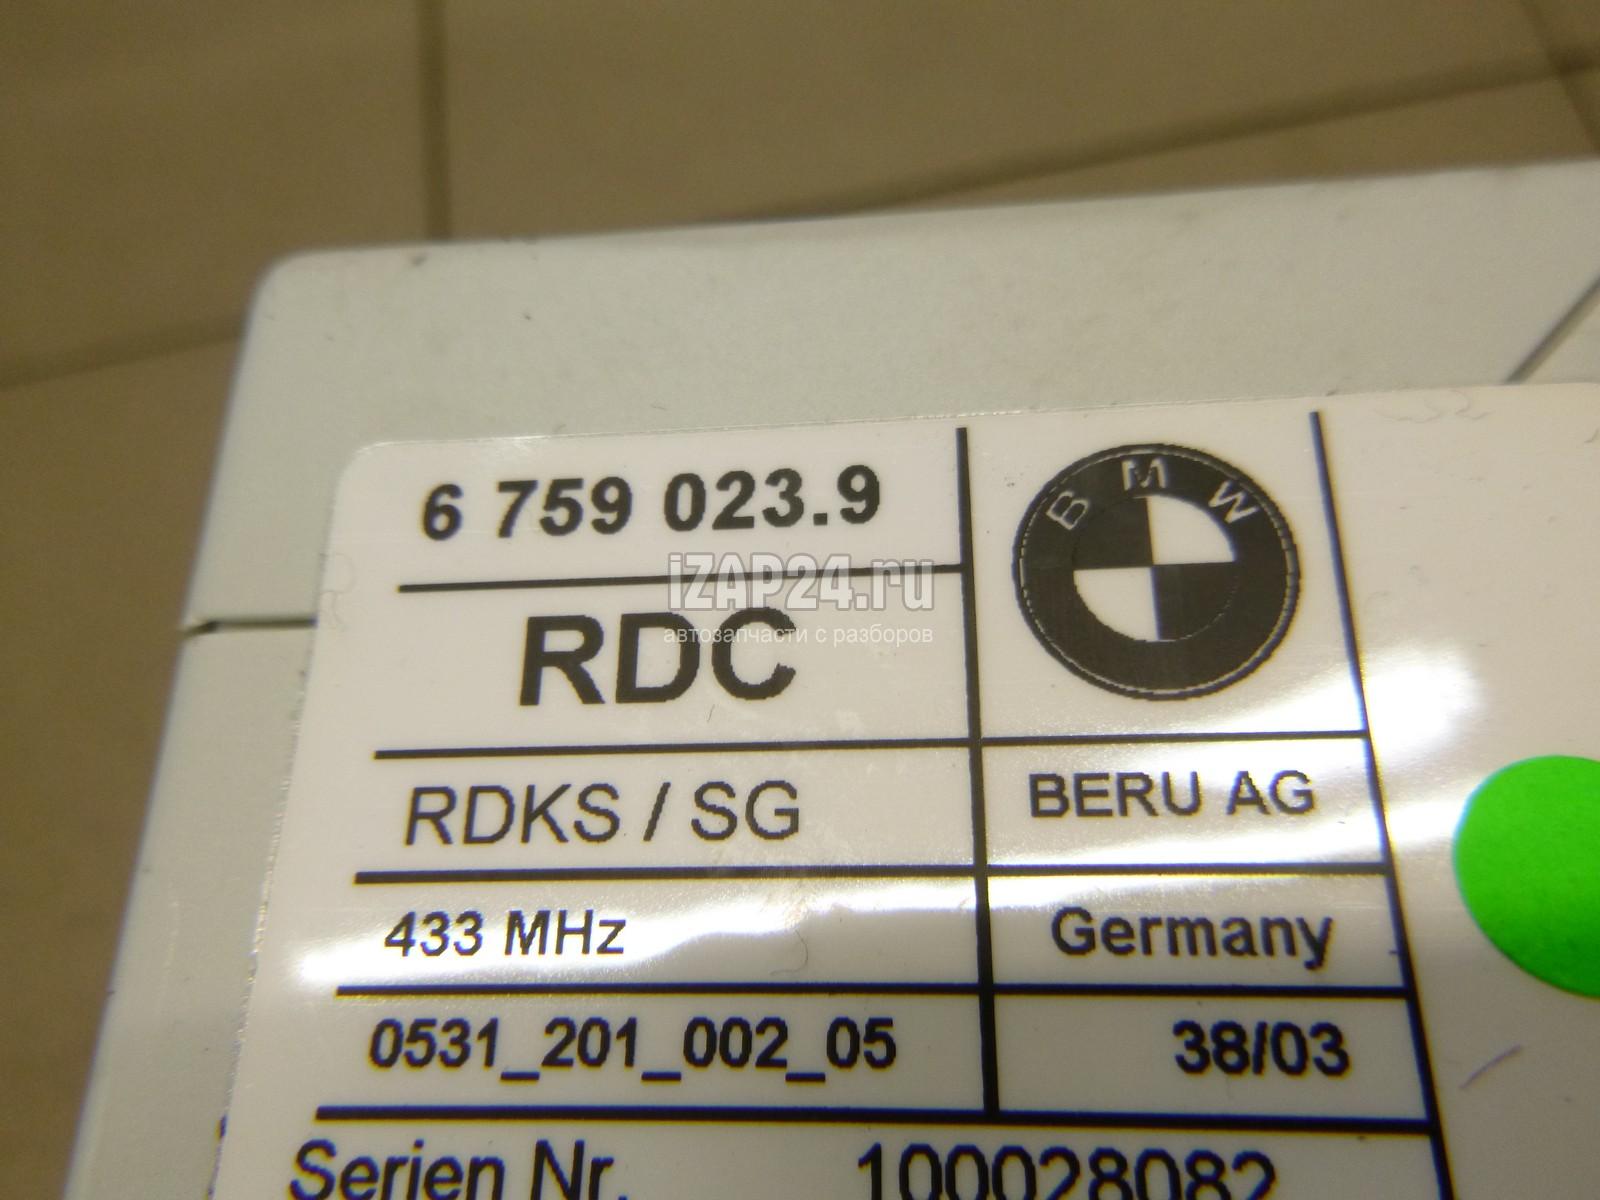 6 759 023.9
BMW
iZAP24.ru
автозапчасти с разборов
RDC
RDKS / SG
BERU AG
433 MHz
Germany
0531_201_002_05
38/03
Serien Nr.
100028082